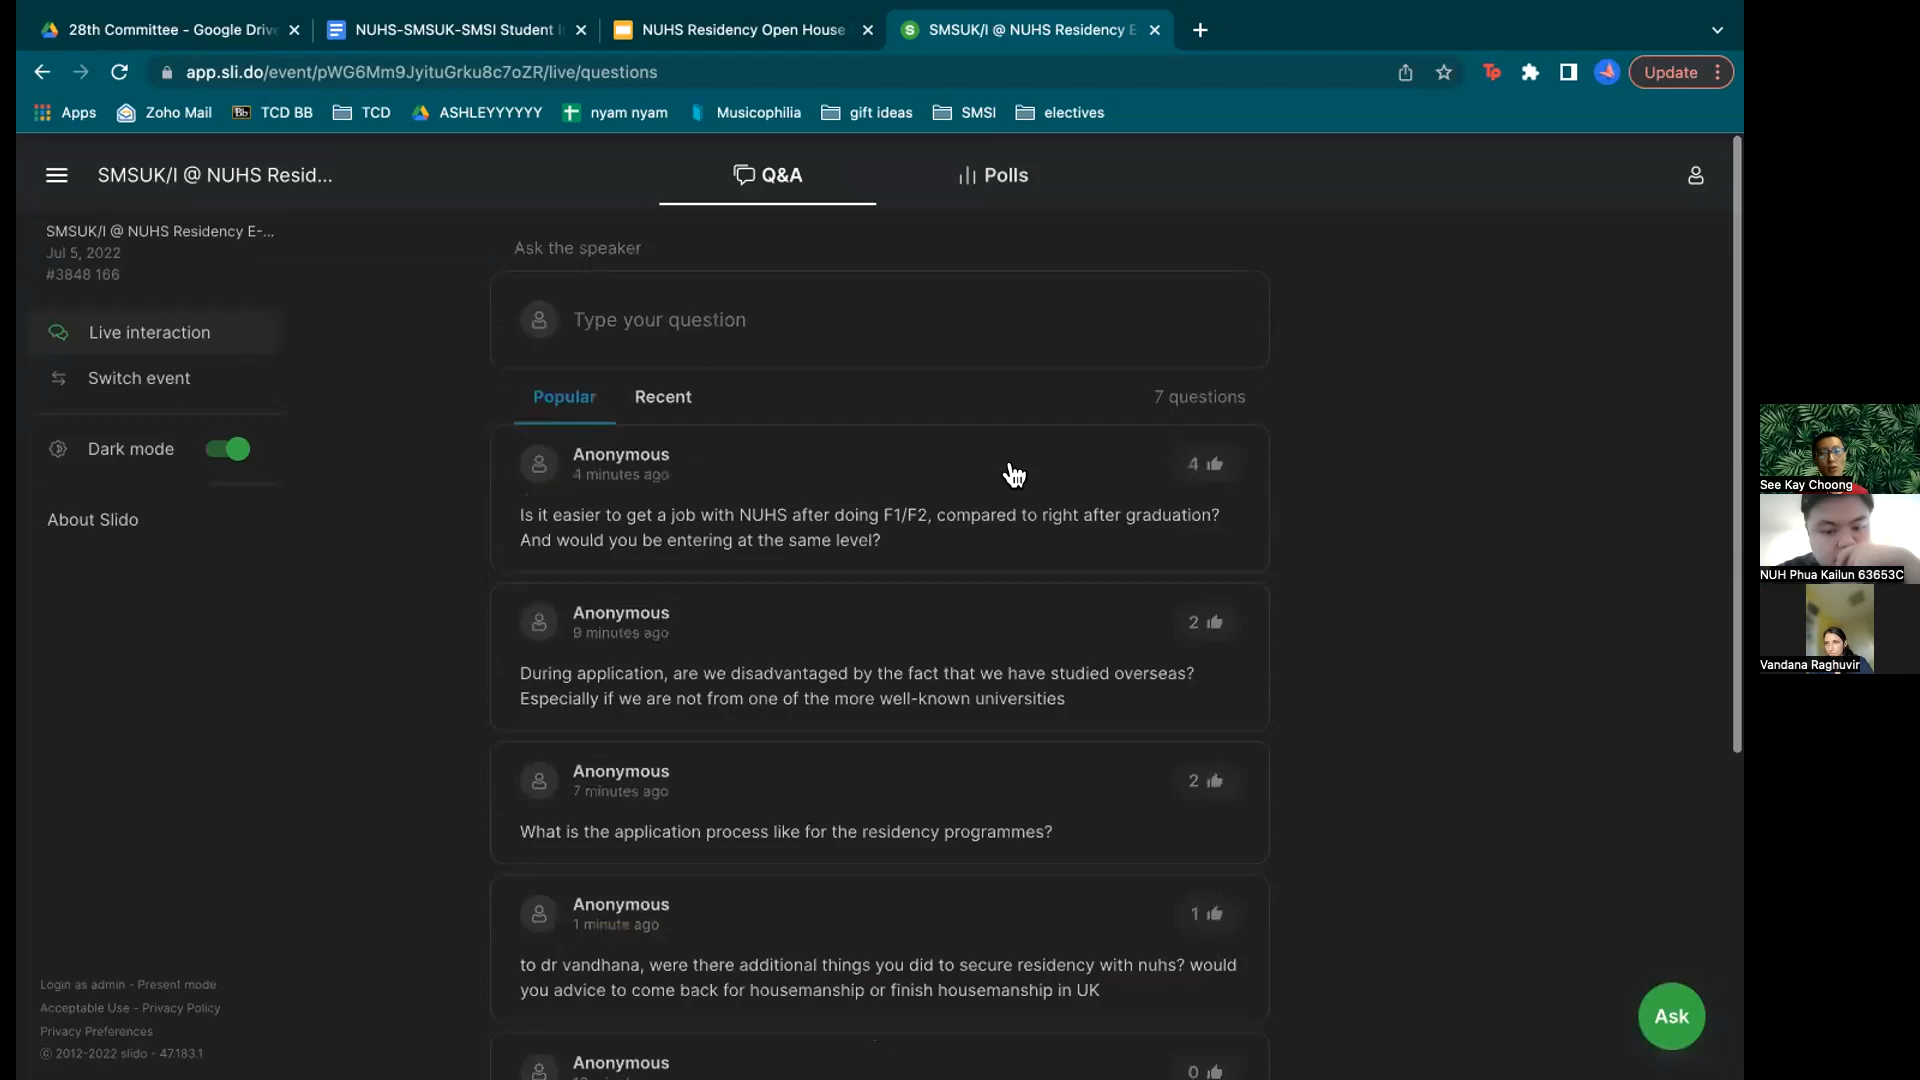 28th Committee - Google Drive
NUHS-SMSUK-SMSI Student I
NUHS Residency Open House
SMSUK/I @ NUHS Residency E
app.sli.do/event/pWG6Mm9JyituGrku8c7oZR/live/questions
Update
Apps
Zoho Mail
TCD BB
TCD
ASHLEYYYYYY
nyam nyam
Musicophilia
gift ideas
SMSI
electives
SMSUK/I @ NUHS Resid...
Q&A
Polls
SMSUK/I @ NUHS Residency E-...
Jul 5, 2022
#3848 166
Live interaction
Switch event
Dark mode
About Slido
Ask the speaker
Type your question
Popular
Recent
7 questions
Anonymous
4 minutes ago
4
Is it easier to get a job with NUHS after doing F1/F2, compared to right after graduation?
And would you be entering at the same level?
Anonymous
9 minutes ago
2
During application, are we disadvantaged by the fact that we have studied overseas?
Especially if we are not from one of the more well-known universities
Anonymous
7 minutes ago
2
What is the application process like for the residency programmes?
Anonymous
1 minute ago
1
to dr vandhana, were there additional things you did to secure residency with nuhs? would
you advice to come back for housemanship or finish housemanship in UK
Anonymous
0
Login as admin - Present mode
Acceptable Use - Privacy Policy
Privacy Preferences
© 2012-2022 slido - 47.183.1
Ask
See Kay Choong
NUH Phua Kailun 63653C
Vandana Raghuvir